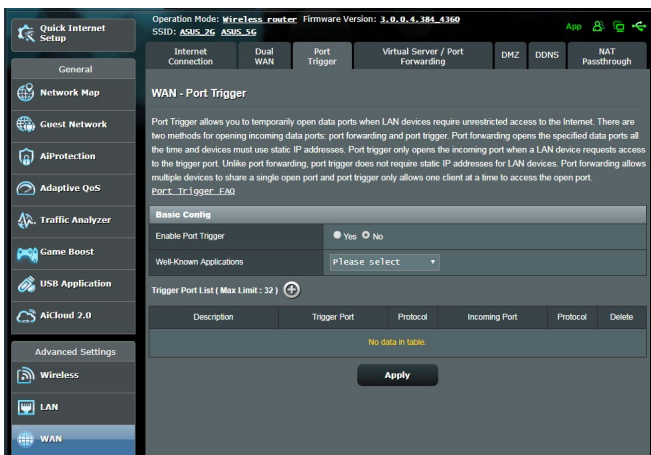 Quick Internet
Setup
Operation Mode: Wireless router Firmware Version: 3.0.0.4.384_4360
SSID: ASUS_2G ASUS_5G
App
Internet
Connection
Dual
WAN
Port
Trigger
Virtual Server / Port
Forwarding
DMZ
DDNS
NAT
Passthrough
General
Network Map
Guest Network
AiProtection
Adaptive QoS
Traffic Analyzer
Game Boost
USB Application
AiCloud 2.0
Advanced Settings
Wireless
LAN
WAN
WAN - Port Trigger
Port Trigger allows you to temporarily open data ports when LAN devices require unrestricted access to the Internet. There are
two methods for opening incoming data ports: port forwarding and port trigger. Port forwarding opens the specified data ports all
the time and devices must use static IP addresses. Port trigger only opens the incoming port when a LAN device requests access
to the trigger port. Unlike port forwarding, port trigger does not require static IP addresses for LAN devices. Port forwarding allows
multiple devices to share a single open port and port trigger only allows one client at a time to access the open port.
Port Trigger FAQ
Basic Config
Enable Port Trigger
Yes No
Well-Known Applications
Please select
Trigger Port List ( Max Limit : 32 )
Description Trigger Port Protocol Incoming Port Protocol Delete
No data in table.
Apply